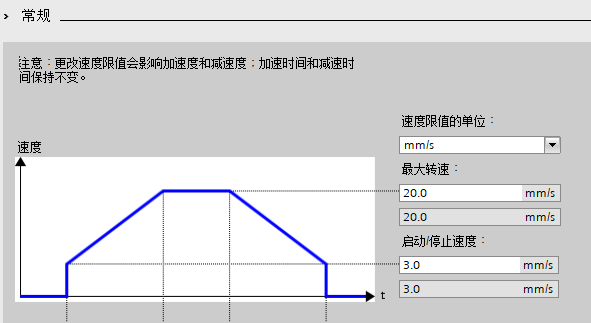 常规
注意：更改速度限值会影响加速度和减速度；加速时间和减速时
间保持不变。
速度限值的单位：
mm/s
速度
最大转速：
20.0 mm/s
20.0 mm/s
启动/停止速度：
3.0 mm/s
3.0 mm/s
t